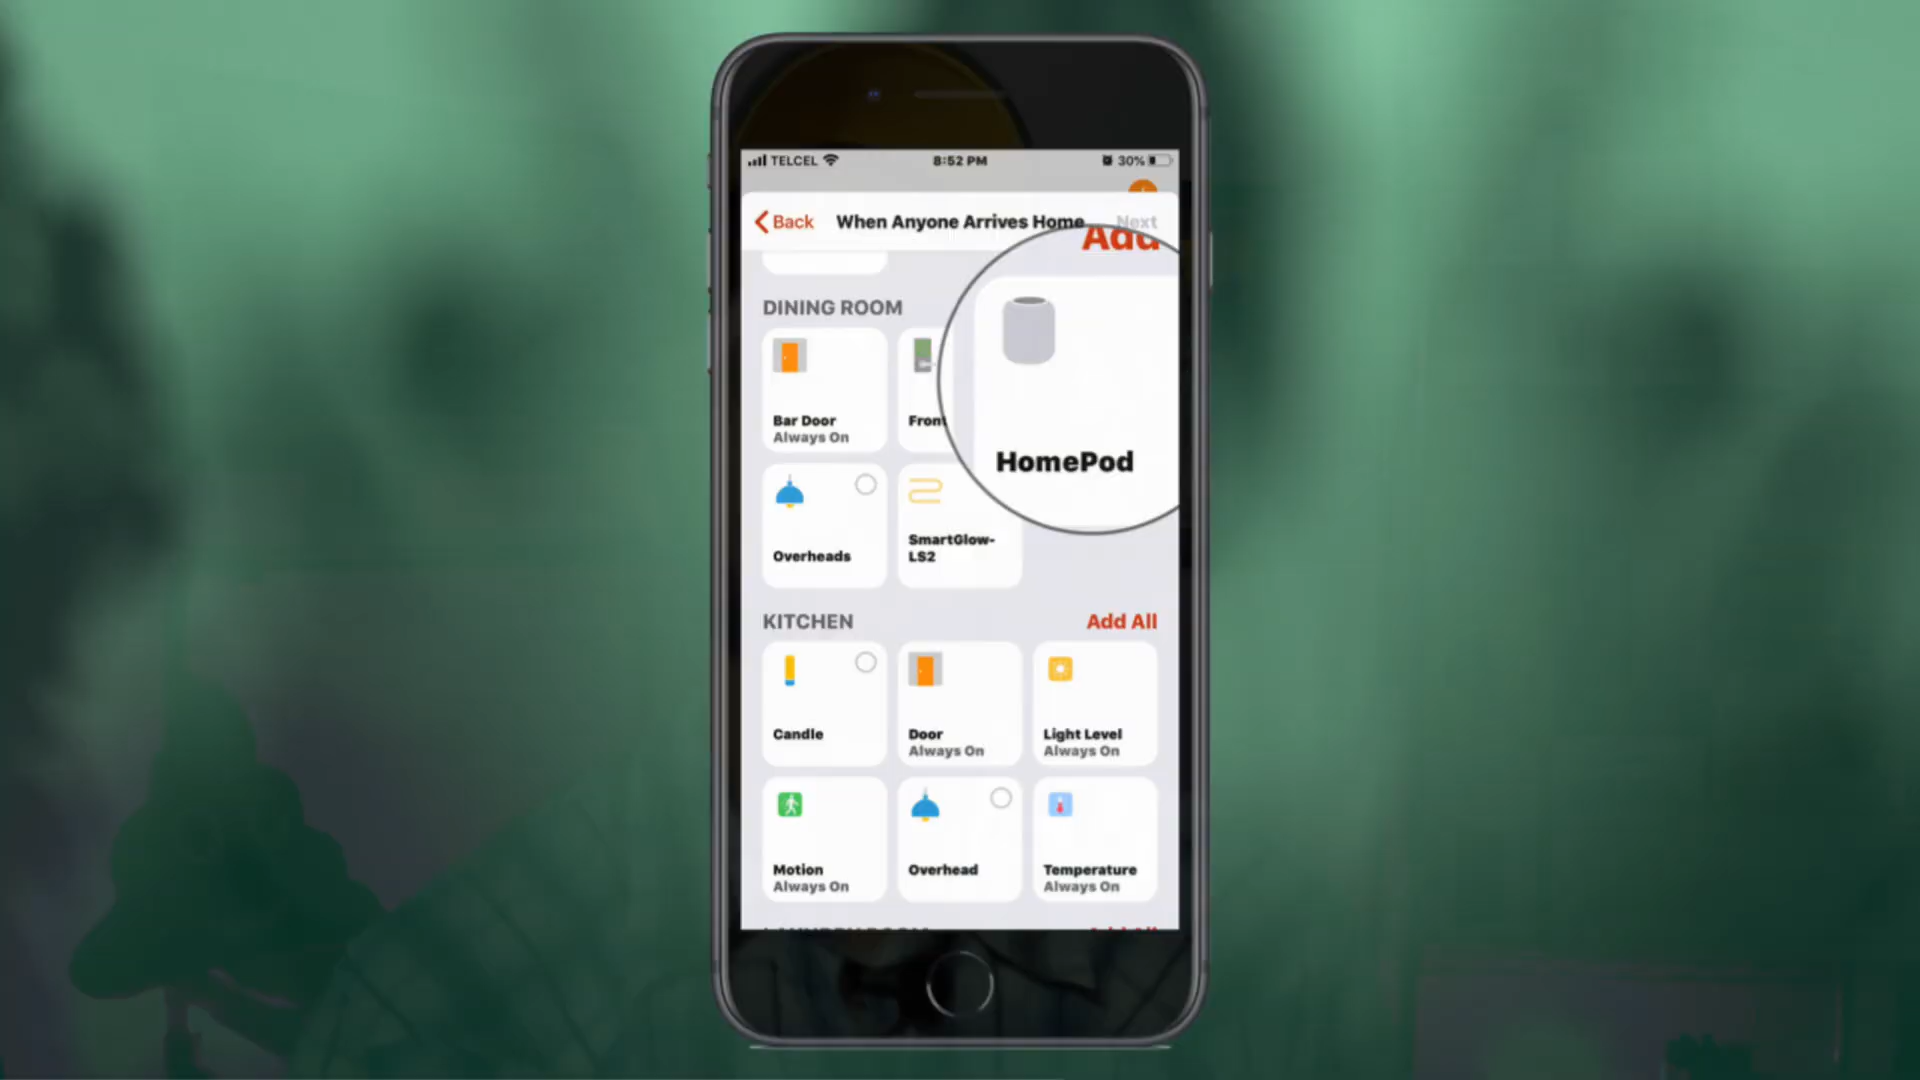 TELCEL 8:52 PM 30%
Back When Anyone Arrives Home Next
Add
DINING ROOM
Bar Door
Always On
Front
HomePod
Overheads
SmartGlow-
LS2
KITCHEN Add All
Candle
Door
Always On
Light Level
Always On
Motion
Always On
Overhead
Temperature
Always On